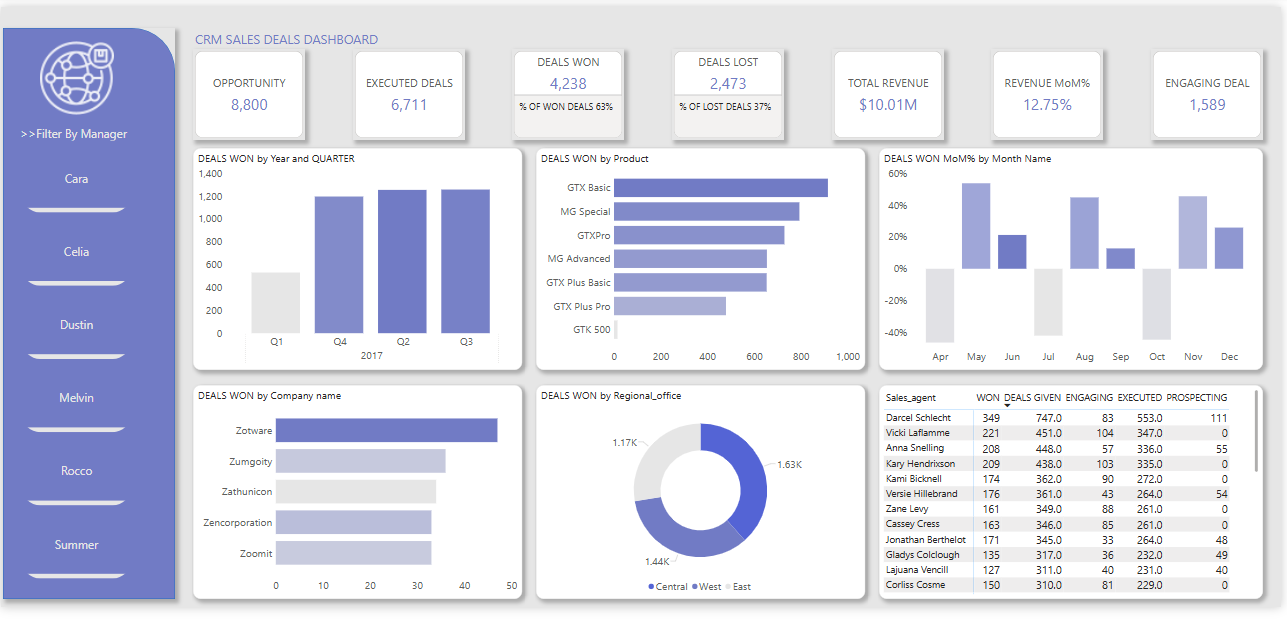 CRM SALES DEALS DASHBOARD
>>Filter By Manager
Cara
Celia
Dustin
Melvin
Rocco
Summer
OPPORTUNITY
8,800
EXECUTED DEALS
6,711
DEALS WON
4,238
% OF WON DEALS 63%
DEALS LOST
2,473
% OF LOST DEALS 37%
TOTAL REVENUE
$10.01M
REVENUE MoM%
12.75%
ENGAGING DEAL
1,589
DEALS WON by Year and QUARTER
1,400
1,200
1,000
800
600
400
200
0
Q1 Q4 Q2 Q3
2017
DEALS WON by Product
GTX Basic
MG Special
GTXPro
MG Advanced
GTX Plus Basic
GTX Plus Pro
GTK 500
0 200 400 600 800 1,000
DEALS WON MoM% by Month Name
60%
40%
20%
0%
-20%
-40%
Apr May Jun Jul Aug Sep Oct Nov Dec
DEALS WON by Company name
Zotware
Zumgoity
Zathunicon
Zencorporation
Zoomit
0 10 20 30 40 50
DEALS WON by Regional_office
1.17K
1.63K
1.44K
Central West East
Sales_agent WON DEALS GIVEN ENGAGING EXECUTED PROSPECTING
Darcel Schlecht 349 747.0 83 553.0 111
Vicki Laflamme 221 451.0 104 347.0 0
Anna Snelling 208 448.0 57 336.0 55
Kary Hendrixson 209 438.0 103 335.0 0
Kami Bicknell 174 362.0 90 272.0 0
Versie Hillebrand 176 361.0 43 264.0 54
Zane Levy 161 349.0 88 261.0 0
Cassey Cress 163 346.0 85 261.0 0
Jonathan Berthelot 171 345.0 33 264.0 48
Gladys Colclough 135 317.0 36 232.0 49
Lajuana Vencill 127 311.0 40 231.0 40
Corliss Cosme 150 310.0 81 229.0 0